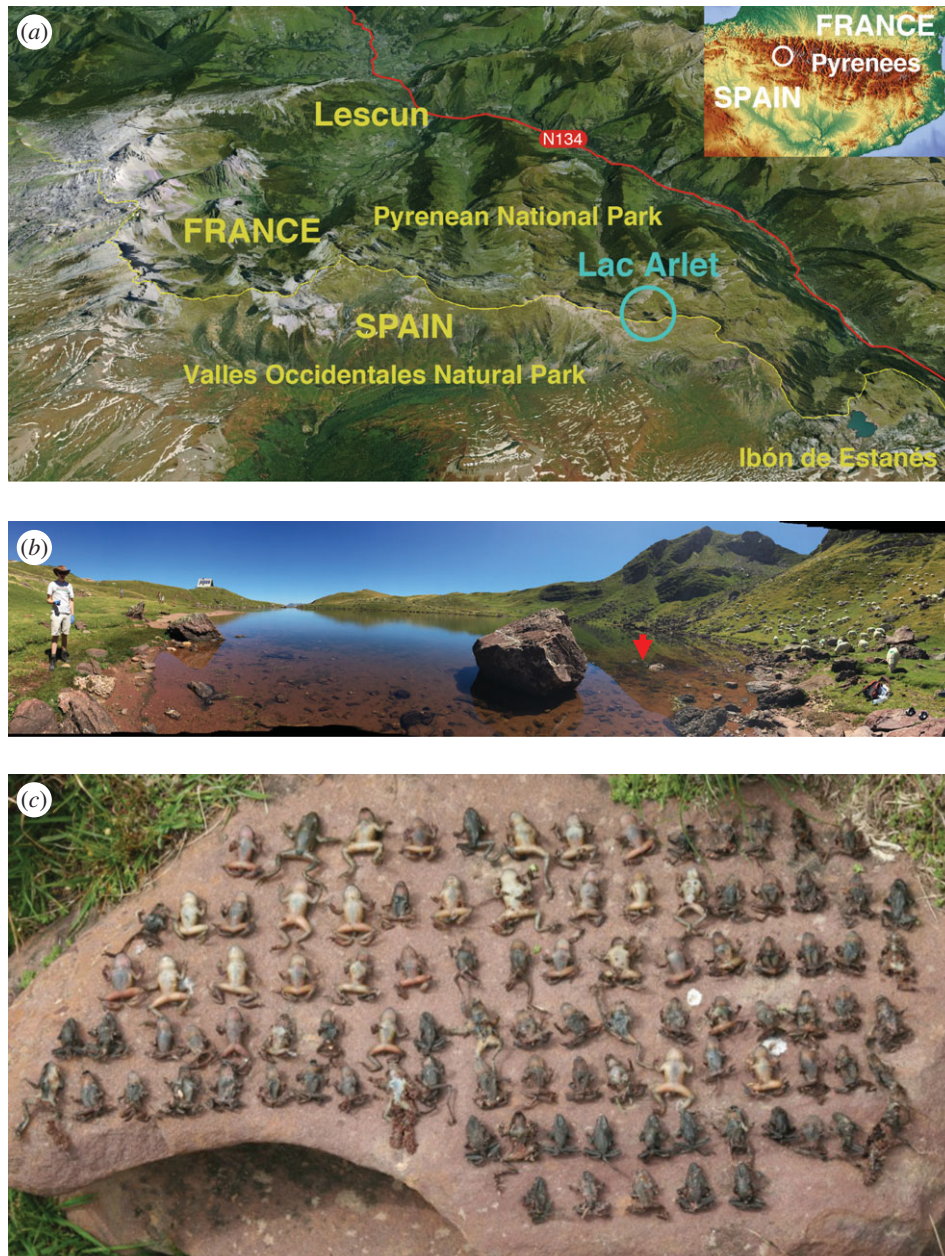 (a)
FRANCE
Pyrenees
SPAIN
Lescun
N134
FRANCE
Pyrenean National Park
Lac Arlet
SPAIN
Valles Occidentales Natural Park
Ibón de Estanés
(b)
(c)